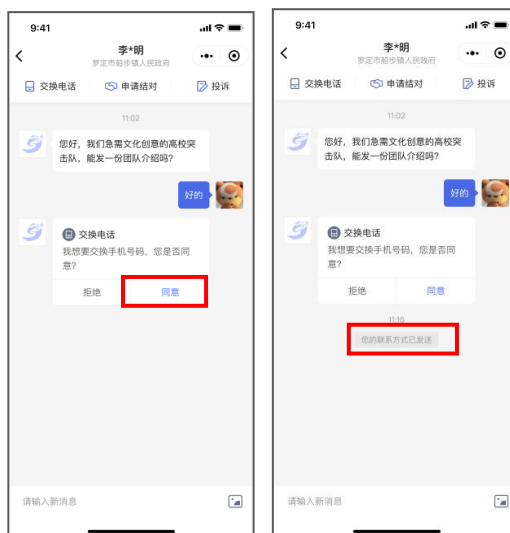 9:41
李*明
罗定市船步镇人民政府
交换电话 申请结对 投诉
11:02
您好，我们急需文化创意的高校突
击队，能发一份团队介绍吗？
好的
交换电话
我想要交换手机号码，您是否同
意？
拒绝 同意
请输入新消息
9:41
李*明
罗定市船步镇人民政府
交换电话 申请结对 投诉
11:02
您好，我们急需文化创意的高校突
击队，能发一份团队介绍吗？
好的
交换电话
我想要交换手机号码，您是否同
意？
拒绝 同意
11:16
您的联系方式已发送
请输入新消息